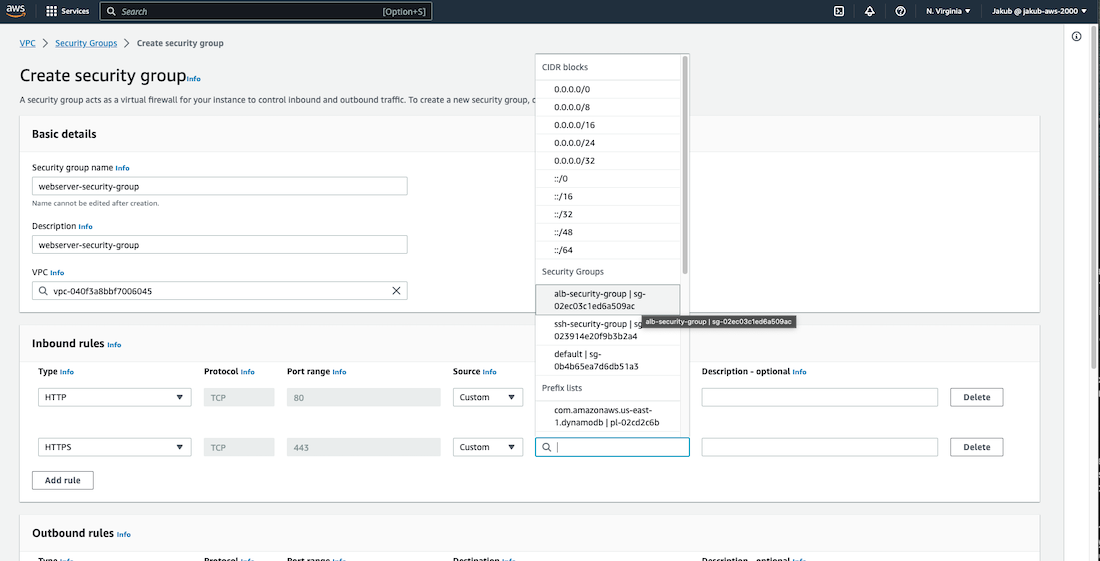 aws
Services
Search
[Option+S]
N. Virginia
Jakub @ jakub-aws-2000
VPC
Security Groups
Create security group
Create security group
Info
A security group acts as a virtual firewall for your instance to control inbound and outbound traffic. To create a new security group,
Basic details
Security group name Info
webserver-security-group
Name cannot be edited after creation.
Description Info
webserver-security-group
VPC Info
vpc-040f3a8bbf7006045
CIDR blocks
0.0.0.0/0
0.0.0.0/8
0.0.0.0/16
0.0.0.0/24
0.0.0.0/32
::/0
::/16
::/32
::/48
::/64
Security Groups
alb-security-group | sg-
02ec03c1ed6a509ac
alb-security-group | sg-02ec03c1ed6a509ac
ssh-security-group | sg-
023914e20f9b3b2a4
default | sg-
0b4b65ea7d6db51a3
Prefix lists
com.amazonaws.us-east-
1.dynamodb | pl-02cd2c6b
Inbound rules Info
Type Info
Protocol Info
Port range Info
Source Info
Description - optional Info
HTTP
TCP
80
Custom
Delete
HTTPS
TCP
443
Custom
Delete
Add rule
Outbound rules Info
Type Info
Protocol Info
Port range Info
Destination Info
Description - optional Info